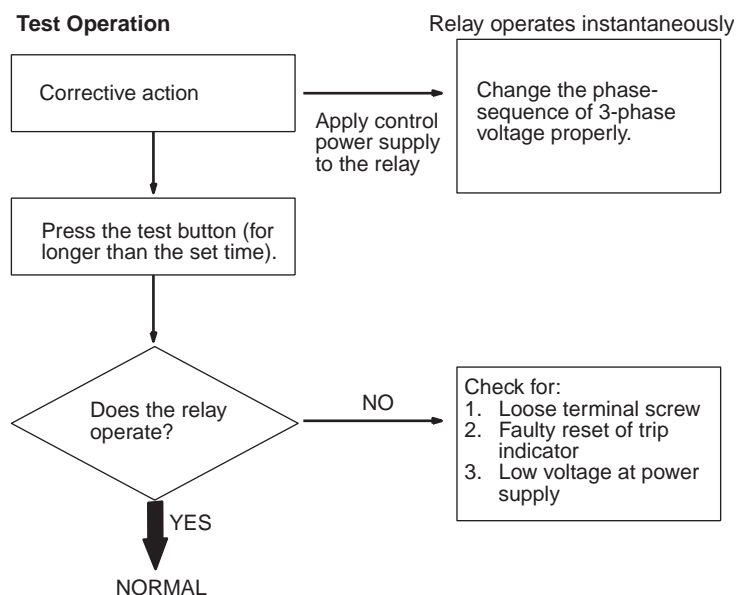 Test Operation
Relay operates instantaneously
Corrective action
Apply control
power supply
to the relay
Change the phase-
sequence of 3-phase
voltage properly.
Press the test button (for
longer than the set time).
Does the relay
operate?
NO
Check for:
1. Loose terminal screw
2. Faulty reset of trip
indicator
3. Low voltage at power
supply
YES
NORMAL